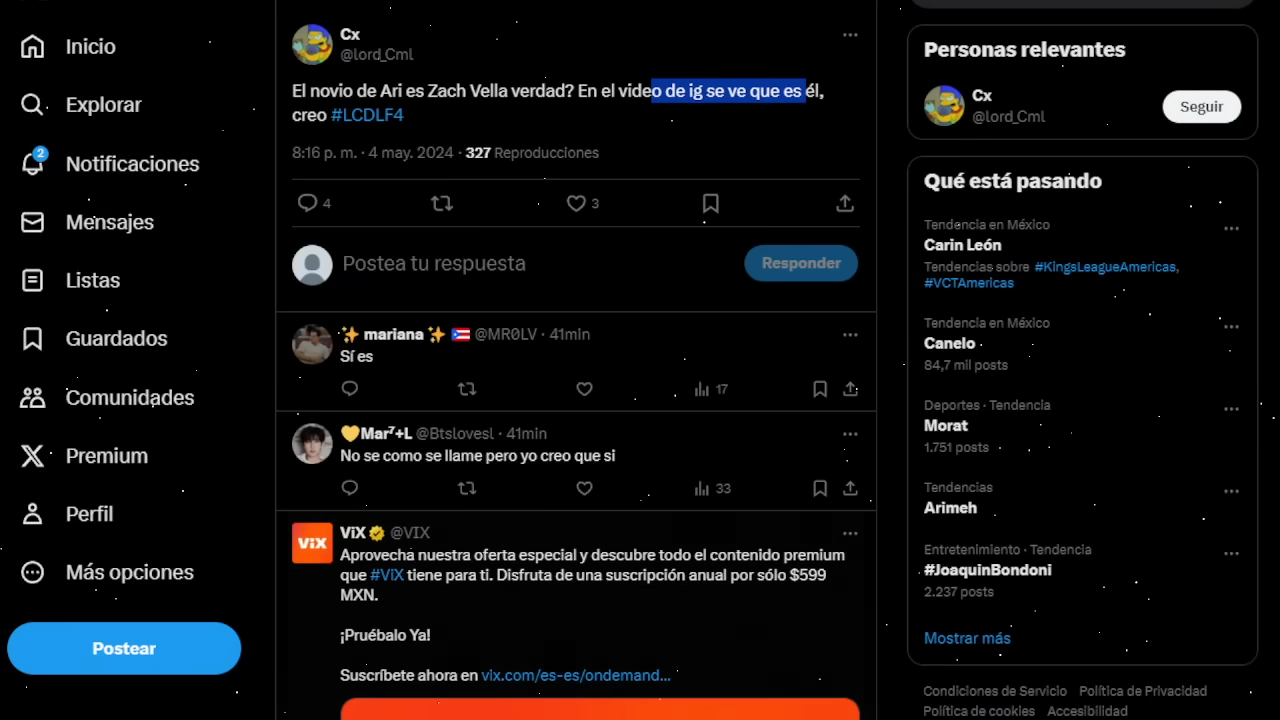 Inicio
Explorar
2
Notificaciones
Mensajes
Listas
Guardados
Comunidades
Premium
Perfil
Más opciones
Postear
Cx
@lord_Cml
El novio de Ari es Zach Vella verdad? En el video de ig se ve que es él,
creo #LCDLF4
8:16 p. m. · 4 may. 2024 · 327 Reproducciones
4
3
Postea tu respuesta
Responder
✨ mariana ✨ 🇵🇷 @MR0LV · 41min
Sí es
17
💛Mar⁷+L @Btslovesl · 41min
No se como se llame pero yo creo que si
33
ViX
ViX @VIX
Aprovecha nuestra oferta especial y descubre todo el contenido premium
que #ViX tiene para ti. Disfruta de una suscripción anual por sólo $599
MXN.
¡Pruébalo Ya!
Suscríbete ahora en vix.com/es-es/ondemand...
Personas relevantes
Cx
@lord_Cml
Seguir
Qué está pasando
Tendencia en México
Carin León
Tendencias sobre #KingsLeagueAmericas,
#VCTAmericas
Tendencia en México
Canelo
84,7 mil posts
Deportes · Tendencia
Morat
1.751 posts
Tendencias
Arimeh
Entretenimiento · Tendencia
#JoaquinBondoni
2.237 posts
Mostrar más
Condiciones de Servicio Política de Privacidad
Política de cookies Accesibilidad